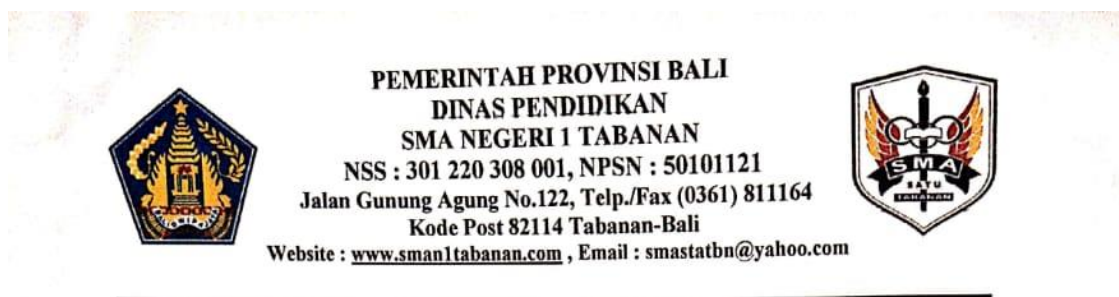 PEMERINTAH PROVINSI BALI
DINAS PENDIDIKAN
SMA NEGERI 1 TABANAN
NSS : 301 220 308 001, NPSN : 50101121
Jalan Gunung Agung No.122, Telp./Fax (0361) 811164
Kode Post 82114 Tabanan-Bali
Website : www.sman1tabanan.com , Email : smastatbn@yahoo.com
SMA
SATU
TABANAN